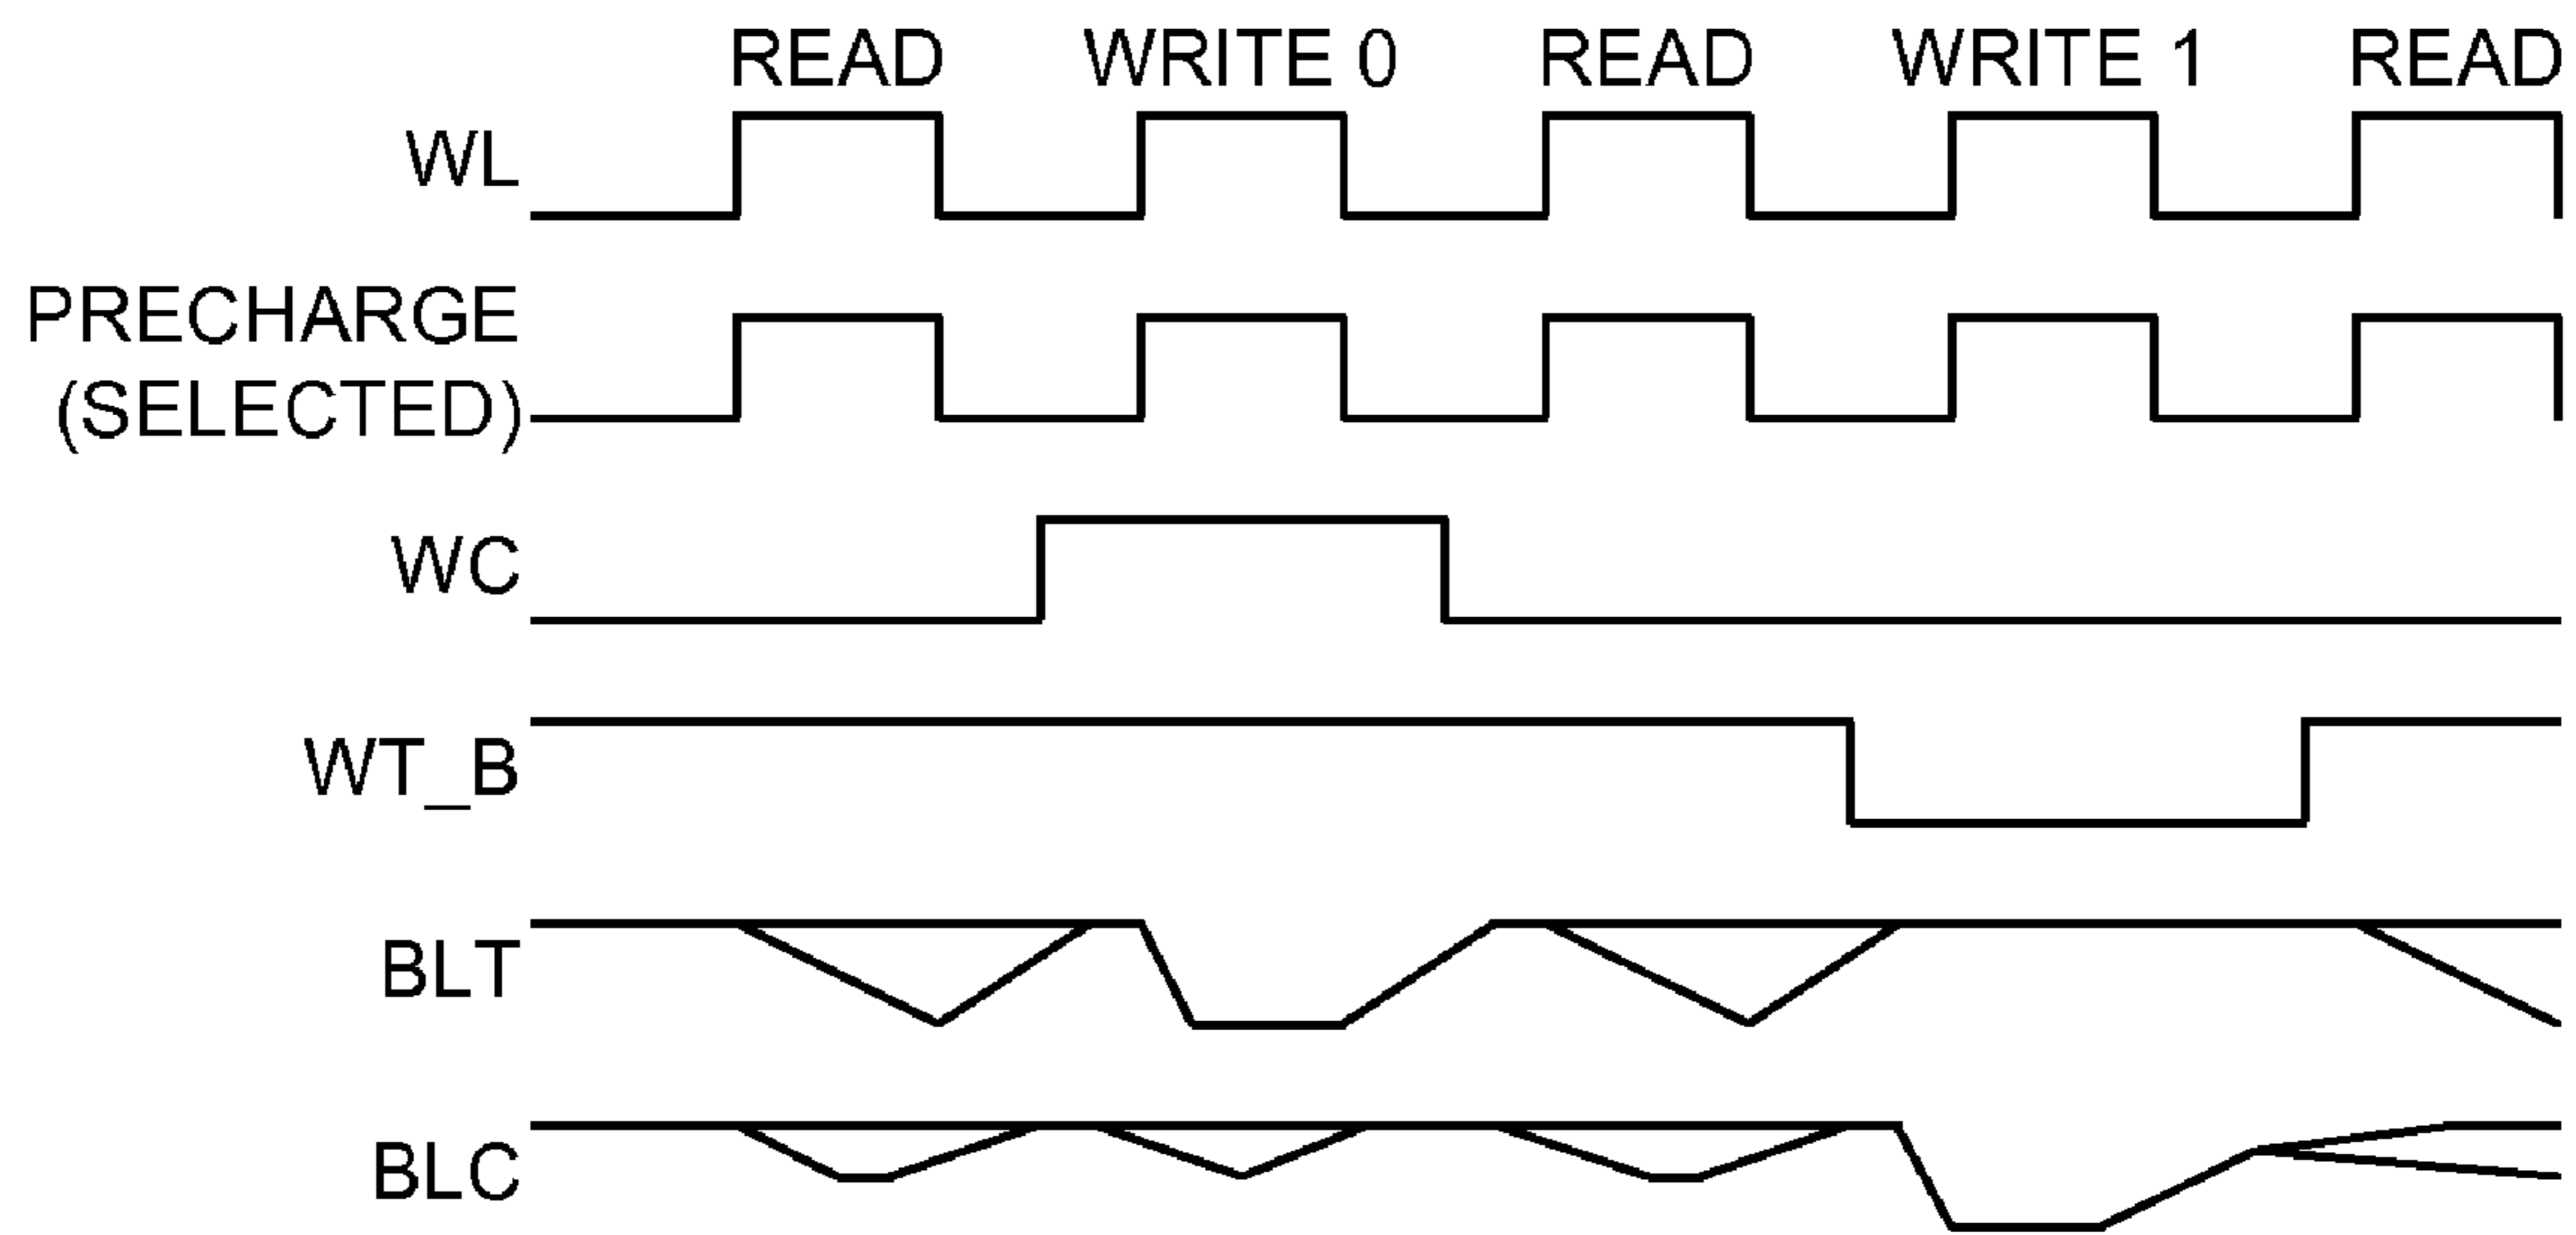 READ WRITE 0 READ WRITE 1 READ
WL
PRECHARGE
(SELECTED)
WC
WT_B
BLT
BLC